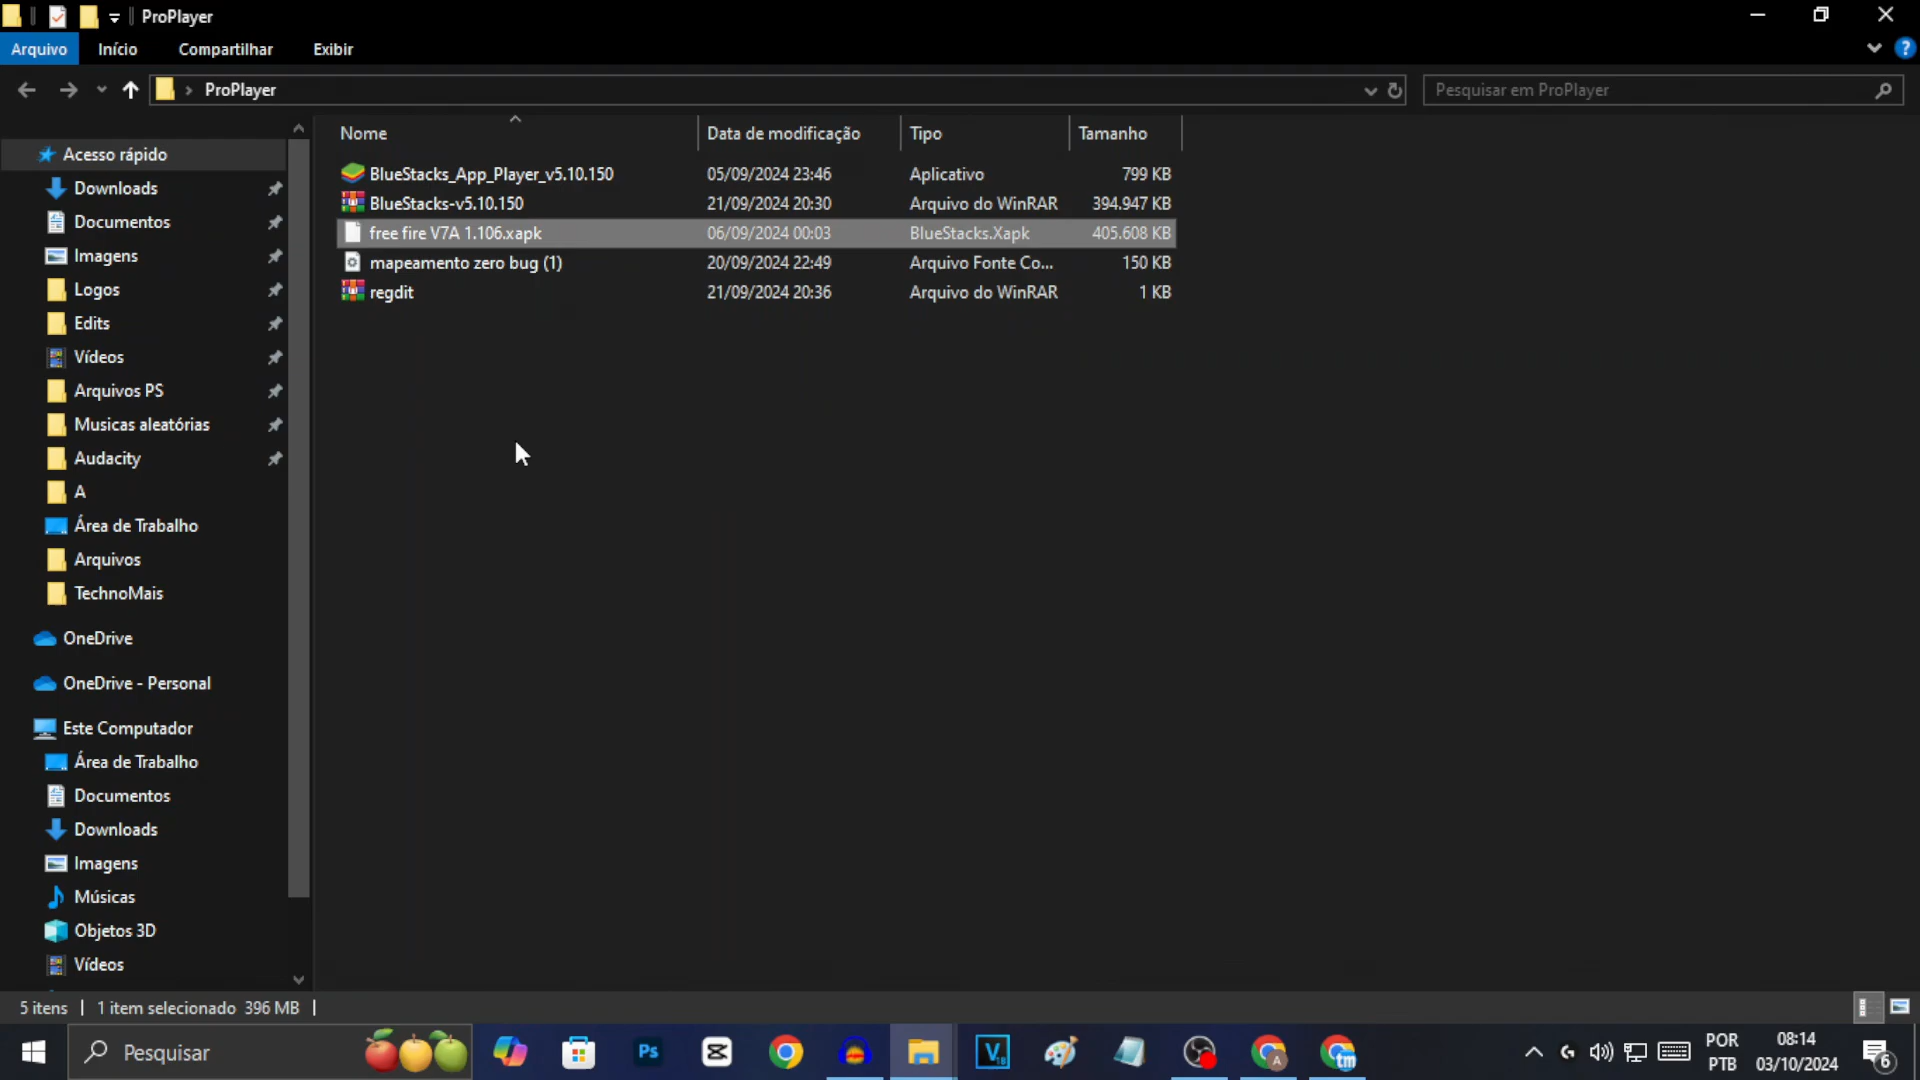 ProPlayer
Arquivo Início Compartilhar Exibir
ProPlayer
Pesquisar em ProPlayer
Nome Data de modificação Tipo Tamanho
BlueStacks_App_Player_v5.10.150 05/09/2024 23:46 Aplicativo 799 KB
BlueStacks-v5.10.150 21/09/2024 20:30 Arquivo do WinRAR 394.947 KB
free fire V7A 1.106.xapk 06/09/2024 00:03 BlueStacks.Xapk 405.608 KB
mapeamento zero bug (1) 20/09/2024 22:49 Arquivo Fonte Co... 150 KB
regdit 21/09/2024 20:36 Arquivo do WinRAR 1 KB
Acesso rápido
Downloads
Documentos
Imagens
Logos
Edits
Vídeos
Arquivos PS
Musicas aleatórias
Audacity
A
Área de Trabalho
Arquivos
TechnoMais
OneDrive
OneDrive - Personal
Este Computador
Área de Trabalho
Documentos
Downloads
Imagens
Músicas
Objetos 3D
Vídeos
5 itens 1 item selecionado 396 MB
Pesquisar
Ps
V
18
A
tm
POR
PTB
08:14
03/10/2024
6